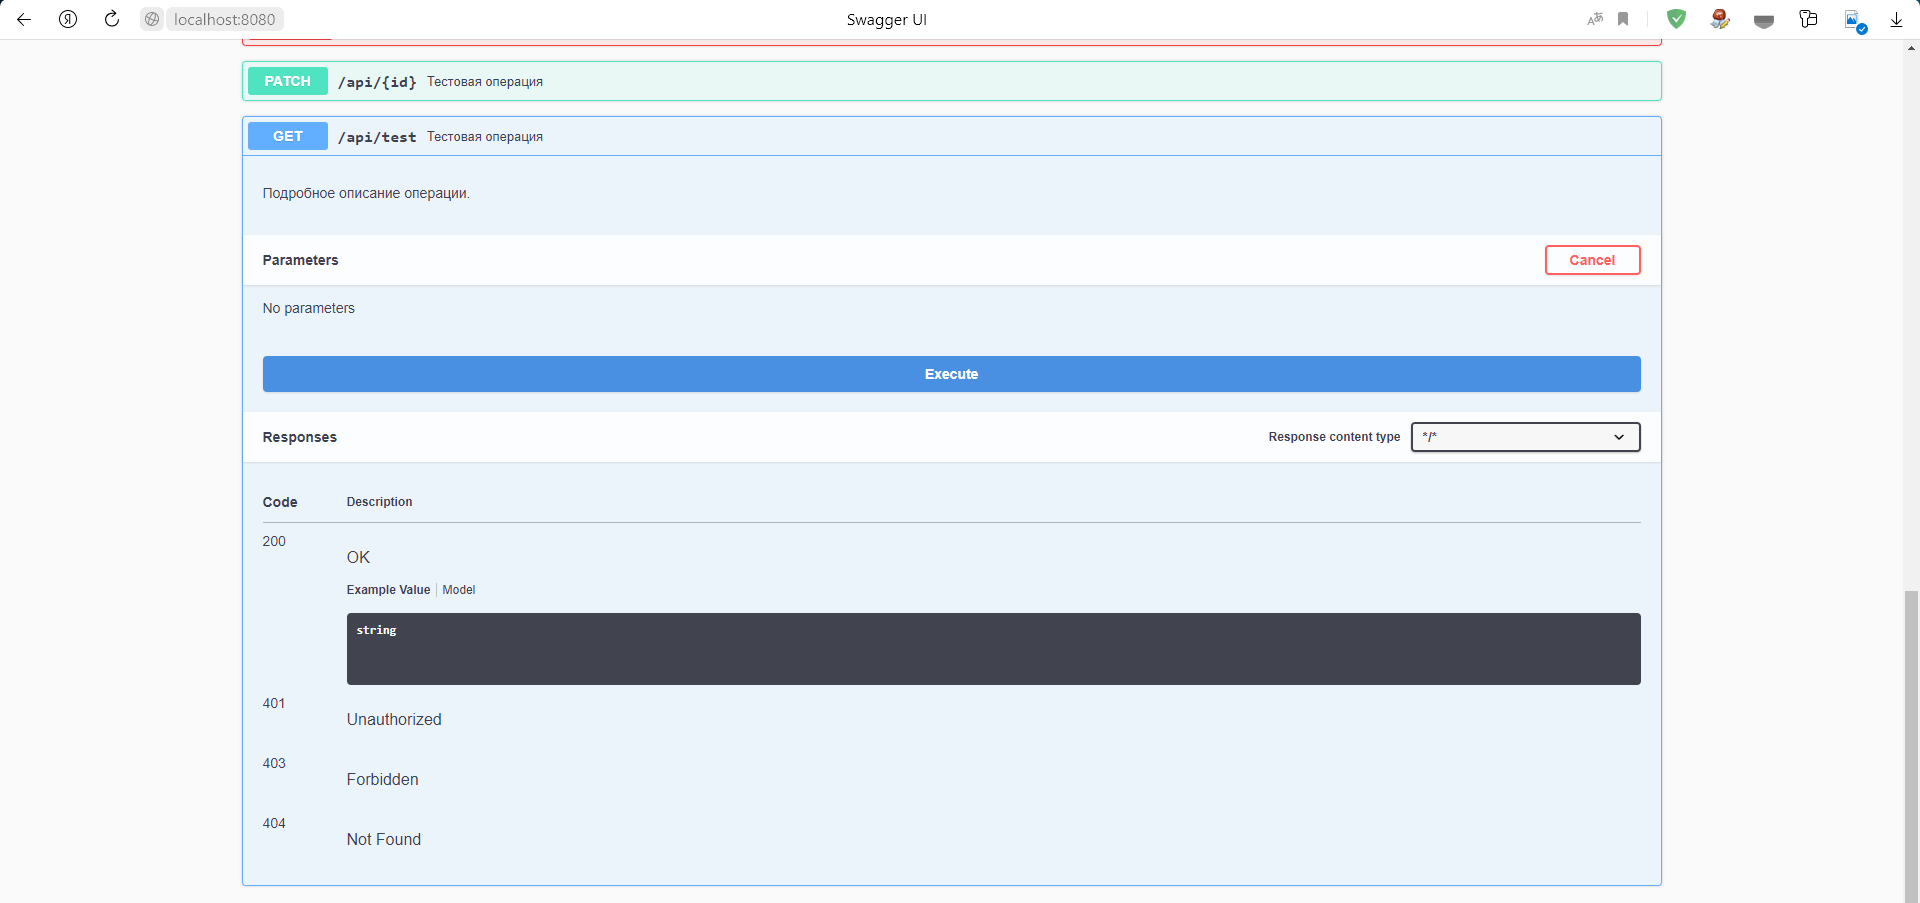 Я
localhost:8080
Swagger UI
PATCH /api/{id} Тестовая операция
GET /api/test Тестовая операция
Подробное описание операции.
Parameters
Cancel
No parameters
Execute
Responses
Response content type
*/*
Code Description
200
OK
Example Value Model
string
401
Unauthorized
403
Forbidden
404
Not Found